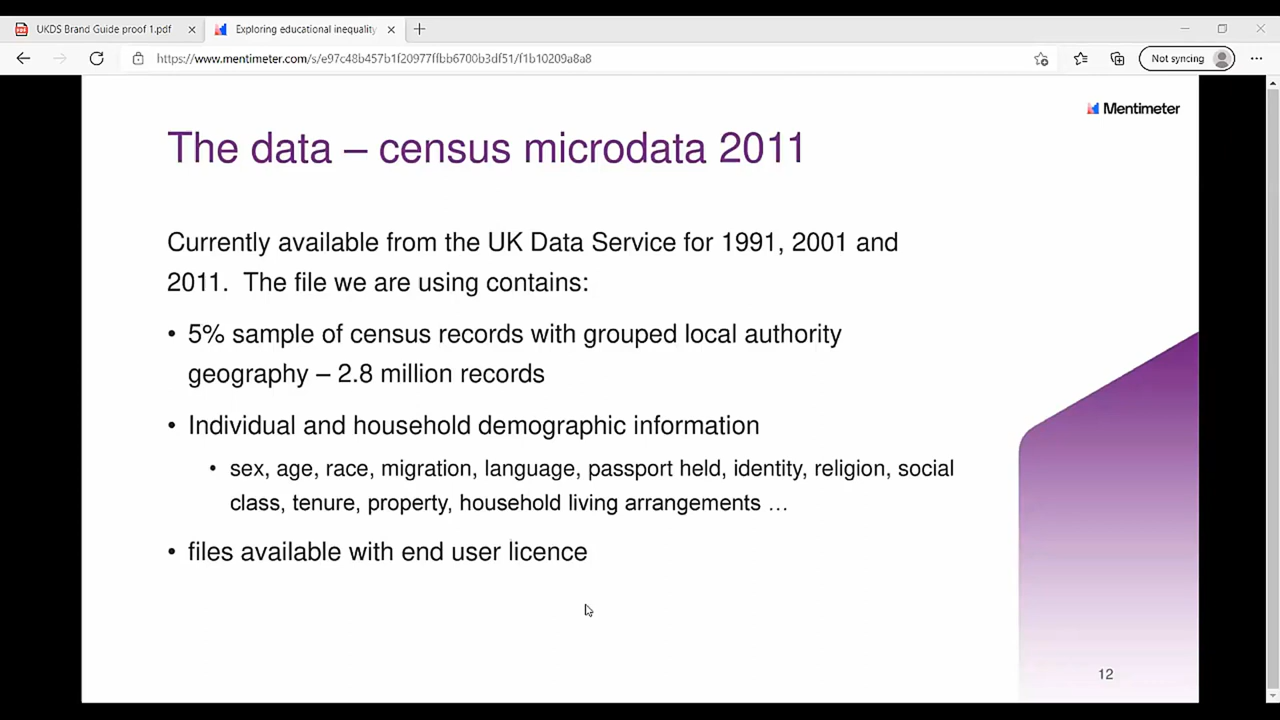 UKDS Brand Guide proof 1.pdf
Exploring educational inequality
https://www.mentimeter.com/s/e97c48b457b1f20977ffbb6700b3df51/f1b10209a8a8
Not syncing
Mentimeter
The data – census microdata 2011
Currently available from the UK Data Service for 1991, 2001 and
2011. The file we are using contains:
• 5% sample of census records with grouped local authority
geography – 2.8 million records
• Individual and household demographic information
• sex, age, race, migration, language, passport held, identity, religion, social
class, tenure, property, household living arrangements …
• files available with end user licence
12